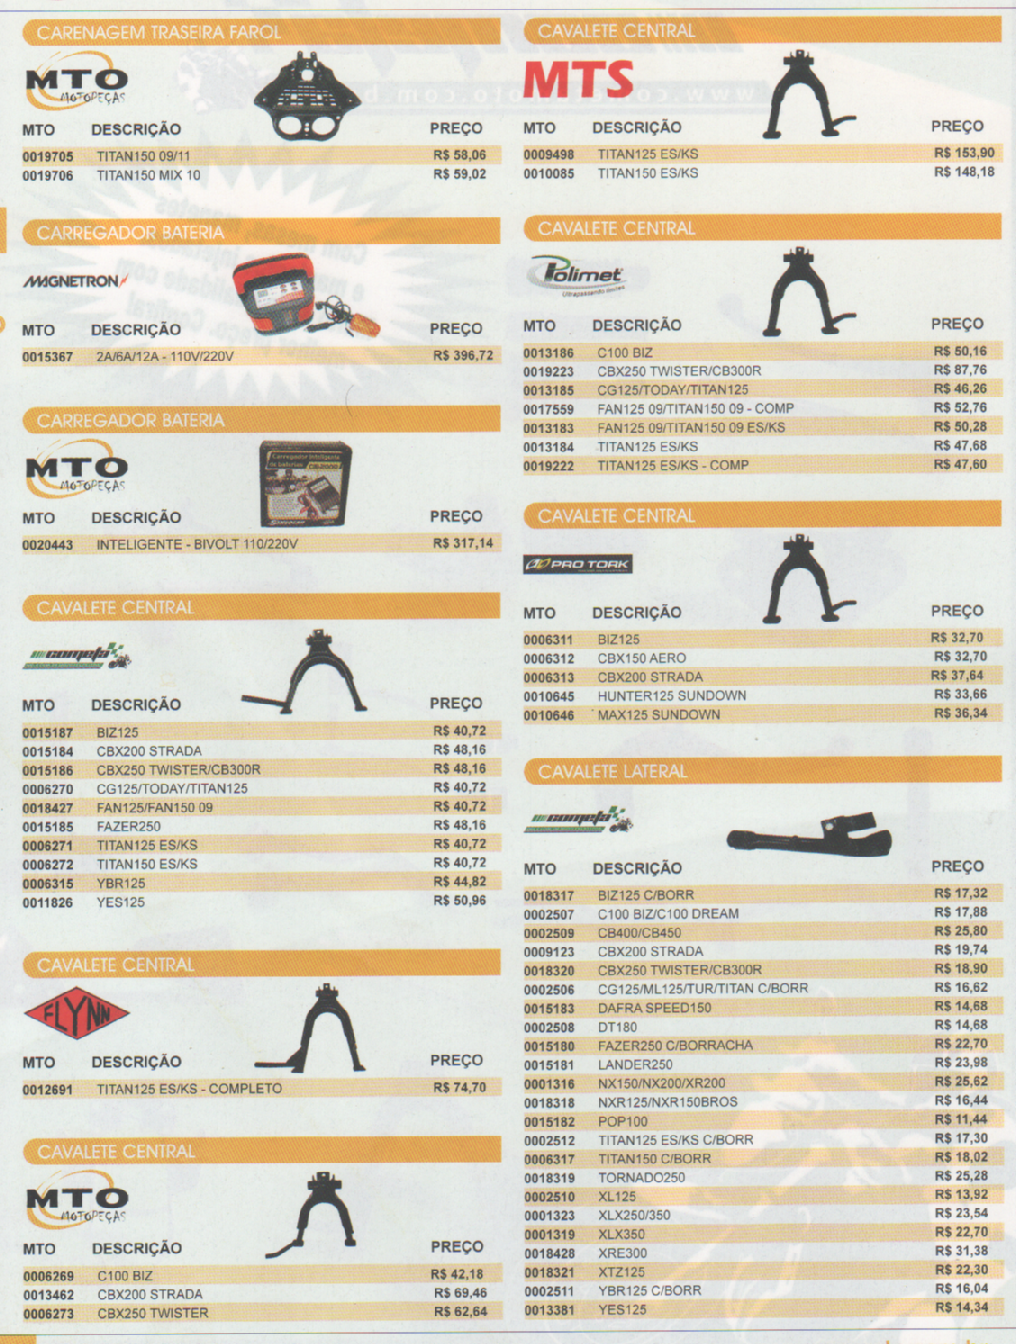 CARENAGEM TRASEIRA FAROL
MTO
MOTOPEÇAS
MTO DESCRIÇÃO PREÇO
0019705 TITAN150 09/11 R$ 58,06
0019706 TITAN150 MIX 10 R$ 59,02
CARREGADOR BATERIA
MAGNETRON
MTO DESCRIÇÃO PREÇO
0015367 2A/6A/12A - 110V/220V R$ 396,72
CARREGADOR BATERIA
MTO
MOTOPEÇAS
Carregador Inteligente
de baterias
MTO DESCRIÇÃO PREÇO
0020443 INTELIGENTE - BIVOLT 110/220V R$ 317,14
CAVALETE CENTRAL
cometa
MTO DESCRIÇÃO PREÇO
0015187 BIZ125 R$ 40,72
0015184 CBX200 STRADA R$ 48,16
0015186 CBX250 TWISTER/CB300R R$ 48,16
0006270 CG125/TODAY/TITAN125 R$ 40,72
0018427 FAN125/FAN150 09 R$ 40,72
0015185 FAZER250 R$ 48,16
0006271 TITAN125 ES/KS R$ 40,72
0006272 TITAN150 ES/KS R$ 40,72
0006315 YBR125 R$ 44,82
0011826 YES125 R$ 50,96
CAVALETE CENTRAL
FLYNN
MTO DESCRIÇÃO PREÇO
0012691 TITAN125 ES/KS - COMPLETO R$ 74,70
CAVALETE CENTRAL
MTO
MOTOPEÇAS
MTO DESCRIÇÃO PREÇO
0006269 C100 BIZ R$ 42,18
0013462 CBX200 STRADA R$ 69,46
0006273 CBX250 TWISTER R$ 62,64
CAVALETE CENTRAL
MTS
MTO DESCRIÇÃO PREÇO
0009498 TITAN125 ES/KS R$ 153,90
0010085 TITAN150 ES/KS R$ 148,18
CAVALETE CENTRAL
Polimet
Ultrapassando duelos
MTO DESCRIÇÃO PREÇO
0013186 C100 BIZ R$ 50,16
0019223 CBX250 TWISTER/CB300R R$ 87,76
0013185 CG125/TODAY/TITAN125 R$ 46,26
0017559 FAN125 09/TITAN150 09 - COMP R$ 52,76
0013183 FAN125 09/TITAN150 09 ES/KS R$ 50,28
0013184 TITAN125 ES/KS R$ 47,68
0019222 TITAN125 ES/KS - COMP R$ 47,60
CAVALETE CENTRAL
PRO TORK
MTO DESCRIÇÃO PREÇO
0006311 BIZ125 R$ 32,70
0006312 CBX150 AERO R$ 32,70
0006313 CBX200 STRADA R$ 37,64
0010645 HUNTER125 SUNDOWN R$ 33,66
0010646 MAX125 SUNDOWN R$ 36,34
CAVALETE LATERAL
cometa
MTO DESCRIÇÃO PREÇO
0018317 BIZ125 C/BORR R$ 17,32
0002507 C100 BIZ/C100 DREAM R$ 17,88
0002509 CB400/CB450 R$ 25,80
0009123 CBX200 STRADA R$ 19,74
0018320 CBX250 TWISTER/CB300R R$ 18,90
0002506 CG125/ML125/TUR/TITAN C/BORR R$ 16,62
0015183 DAFRA SPEED150 R$ 14,68
0002508 DT180 R$ 14,68
0015180 FAZER250 C/BORRACHA R$ 22,70
0015181 LANDER250 R$ 23,98
0001316 NX150/NX200/XR200 R$ 25,62
0018318 NXR125/NXR150BROS R$ 16,44
0015182 POP100 R$ 11,44
0002512 TITAN125 ES/KS C/BORR R$ 17,30
0006317 TITAN150 C/BORR R$ 18,02
0018319 TORNADO250 R$ 25,28
0002510 XL125 R$ 13,92
0001323 XLX250/350 R$ 23,54
0001319 XLX350 R$ 22,70
0018428 XRE300 R$ 31,38
0018321 XTZ125 R$ 22,30
0002511 YBR125 C/BORR R$ 16,04
0013381 YES125 R$ 14,34